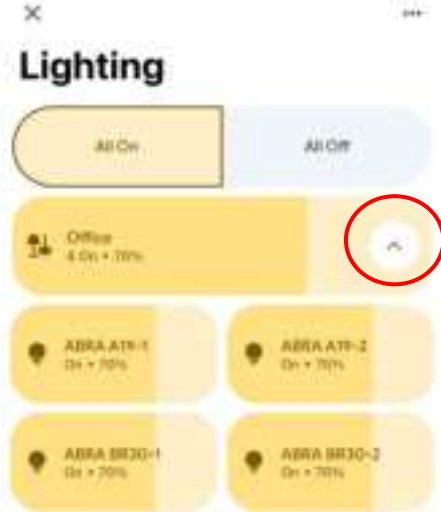 Lighting
All On
All Off
Office
4 On • 70%
ABRA A19-1
On • 70%
ABRA A19-2
On • 70%
ABRA BR30-1
On • 70%
ABRA BR30-2
On • 70%